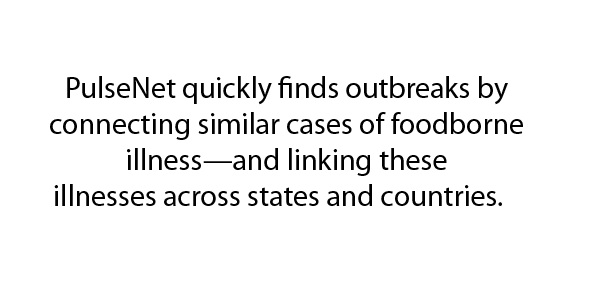 PulseNet quickly finds outbreaks by
connecting similar cases of foodborne
illness—and linking these
illnesses across states and countries.